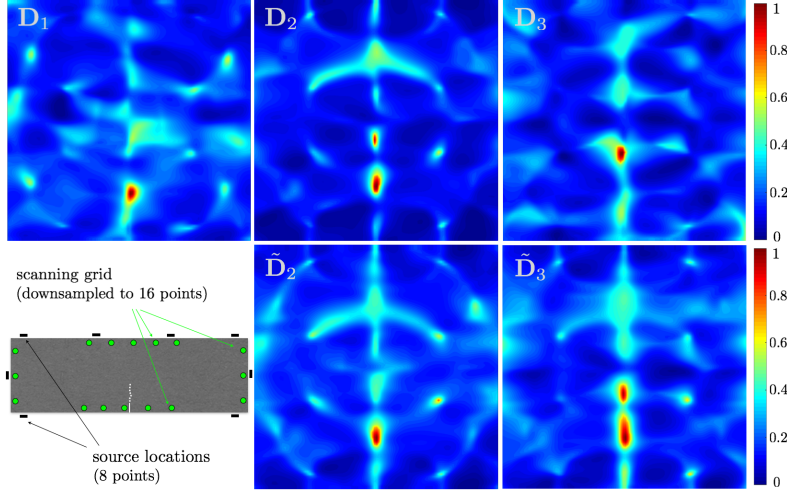 D₁
D₂
D₃
1
0.8
0.6
0.4
0.2
0
scanning grid
(downsampled to 16 points)
D̃₂
D̃₃
1
0.8
0.6
0.4
0.2
0
source locations
(8 points)